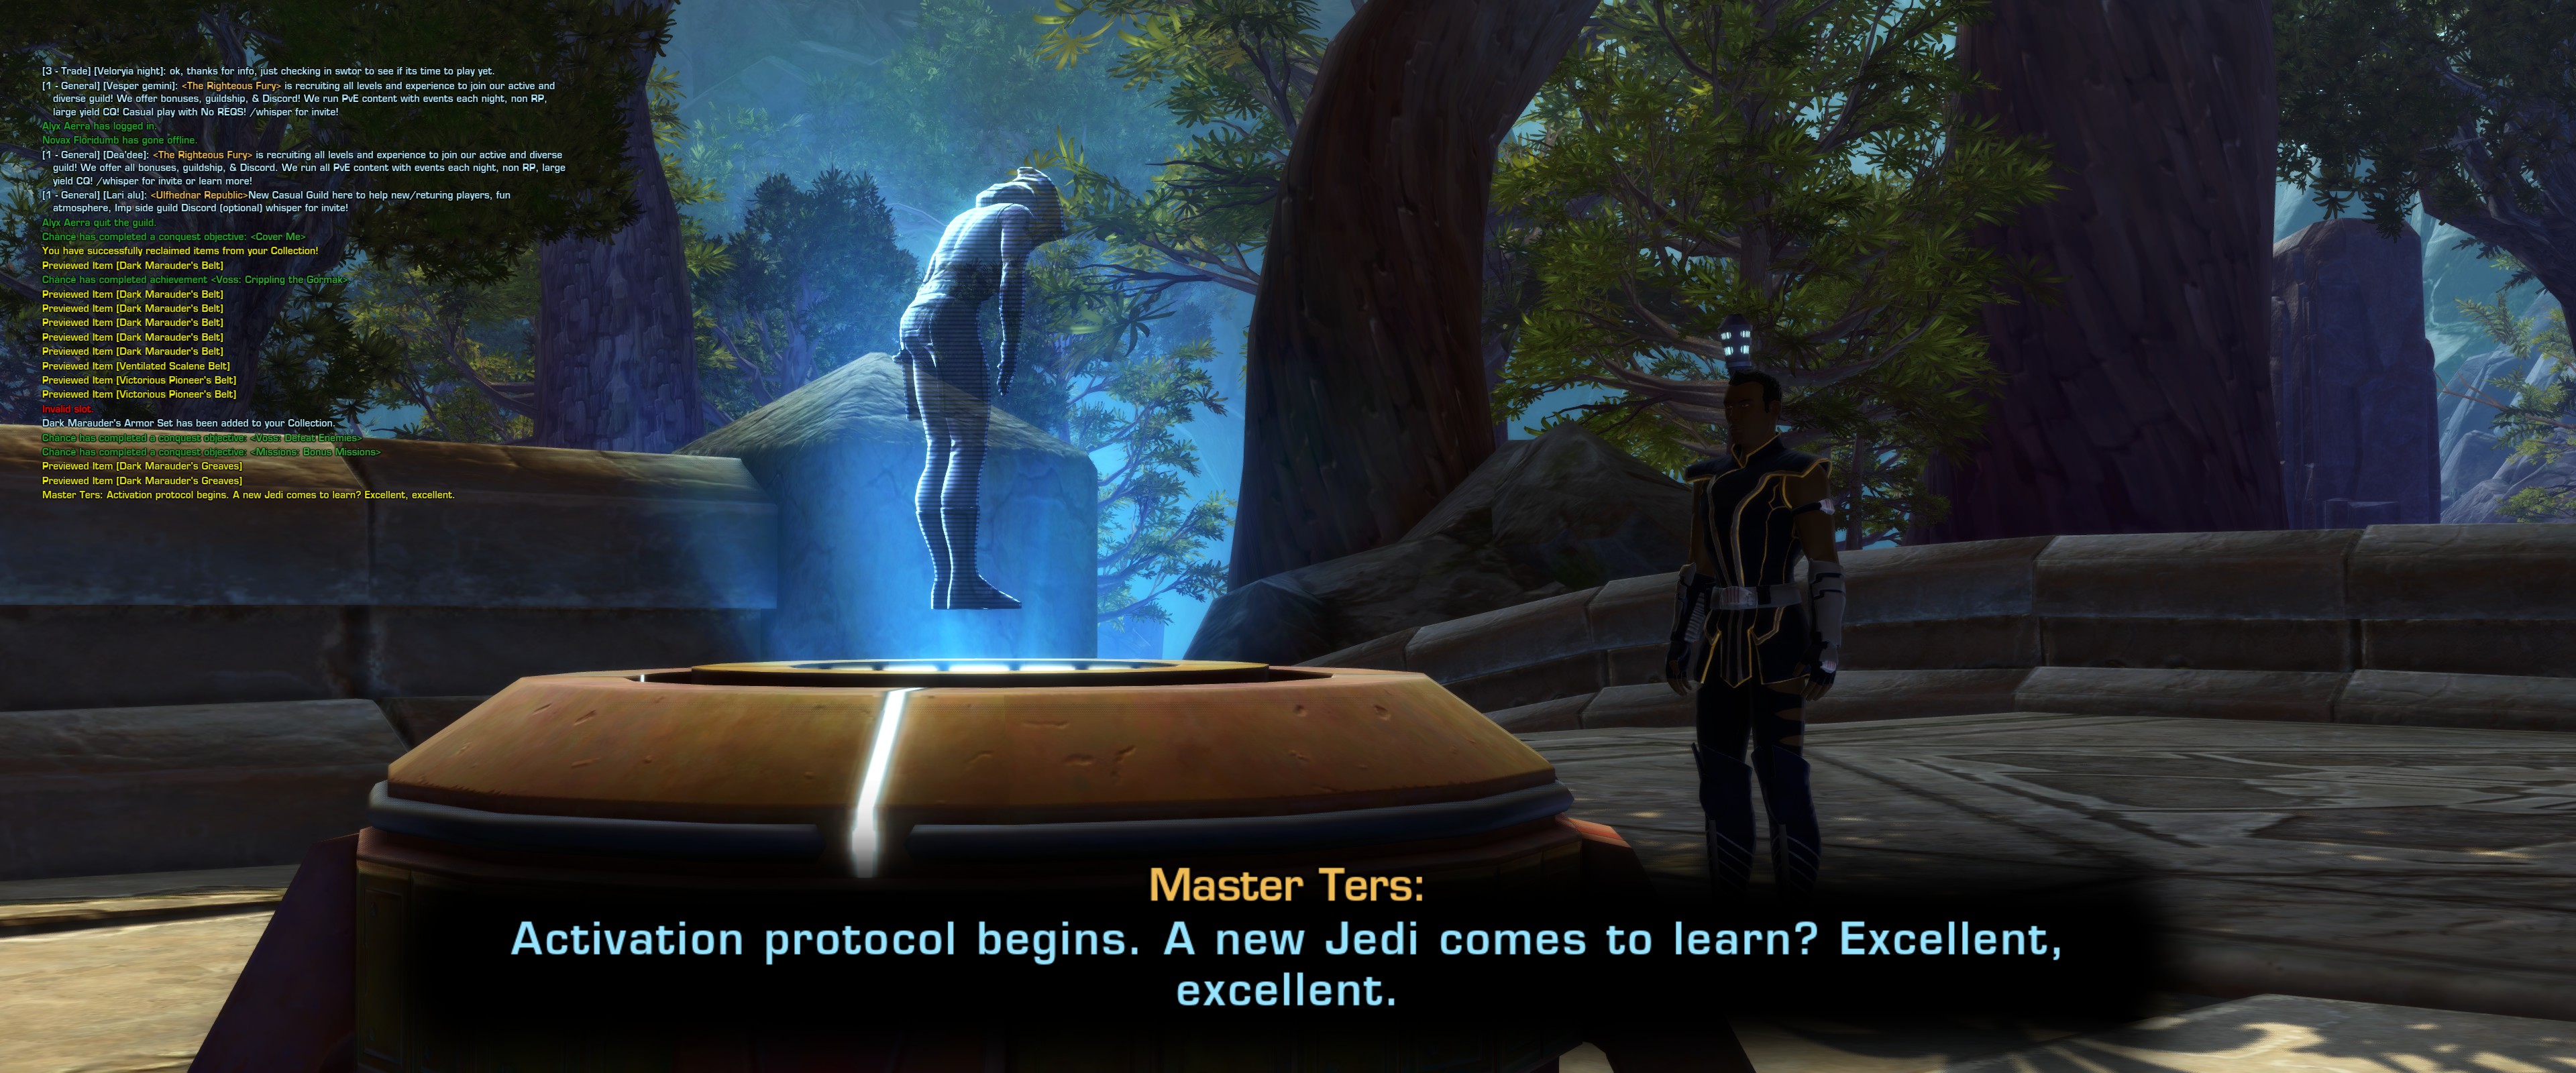 [3 - Trade] [Veloryia night]: ok, thanks for info, just checking in swtor to see if its time to play yet.
[1 - General] [Vesper gemini]: <The Righteous Fury> is recruiting all levels and experience to join our active and
diverse guild! We offer bonuses, guildship, & Discord! We run PvE content with events each night, non RP,
large yield CQ! Casual play with No REQS! /whisper for invite!
Alyx Aerra has logged in.
Novax Floridumb has gone offline.
[1 - General] [Dea'dee]: <The Righteous Fury> is recruiting all levels and experience to join our active and diverse
guild! We offer all bonuses, guildship, & Discord. We run all PvE content with events each night, non RP, large
yield CQ! /whisper for invite or learn more!
[1 - General] [Lari alu]: <Ulfhednar Republic>New Casual Guild here to help new/returing players, fun
atmosphere, Imp side guild Discord (optional) whisper for invite!
Alyx Aerra quit the guild.
Chance has completed a conquest objective: <Cover Me>
You have successfully reclaimed items from your Collection!
Previewed Item [Dark Marauder's Belt]
Chance has completed achievement <Voss: Crippling the Gormak>
Previewed Item [Dark Marauder's Belt]
Previewed Item [Dark Marauder's Belt]
Previewed Item [Dark Marauder's Belt]
Previewed Item [Dark Marauder's Belt]
Previewed Item [Dark Marauder's Belt]
Previewed Item [Ventilated Scalene Belt]
Previewed Item [Victorious Pioneer's Belt]
Previewed Item [Victorious Pioneer's Belt]
Invalid slot.
Dark Marauder's Armor Set has been added to your Collection.
Chance has completed a conquest objective: <Voss: Defeat Enemies>
Chance has completed a conquest objective: <Missions: Bonus Missions>
Previewed Item [Dark Marauder's Greaves]
Previewed Item [Dark Marauder's Greaves]
Master Ters: Activation protocol begins. A new Jedi comes to learn? Excellent, excellent.
Master Ters:
Activation protocol begins. A new Jedi comes to learn? Excellent,
excellent.